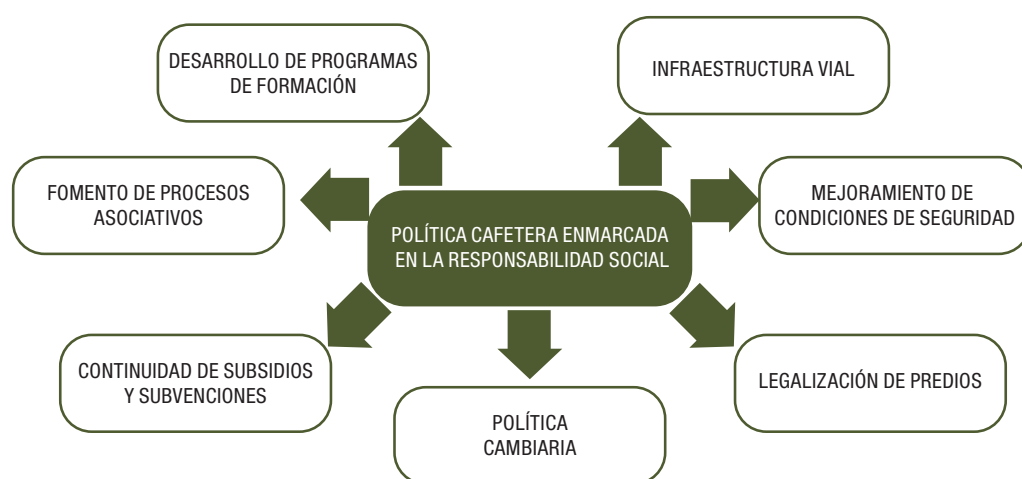 DESARROLLO DE PROGRAMAS
DE FORMACIÓN
INFRAESTRUCTURA VIAL
FOMENTO DE PROCESOS
ASOCIATIVOS
MEJORAMIENTO DE
CONDICIONES DE SEGURIDAD
POLÍTICA CAFETERA ENMARCADA
EN LA RESPONSABILIDAD SOCIAL
CONTINUIDAD DE SUBSIDIOS
Y SUBVENCIONES
LEGALIZACIÓN DE PREDIOS
POLÍTICA
CAMBIARIA